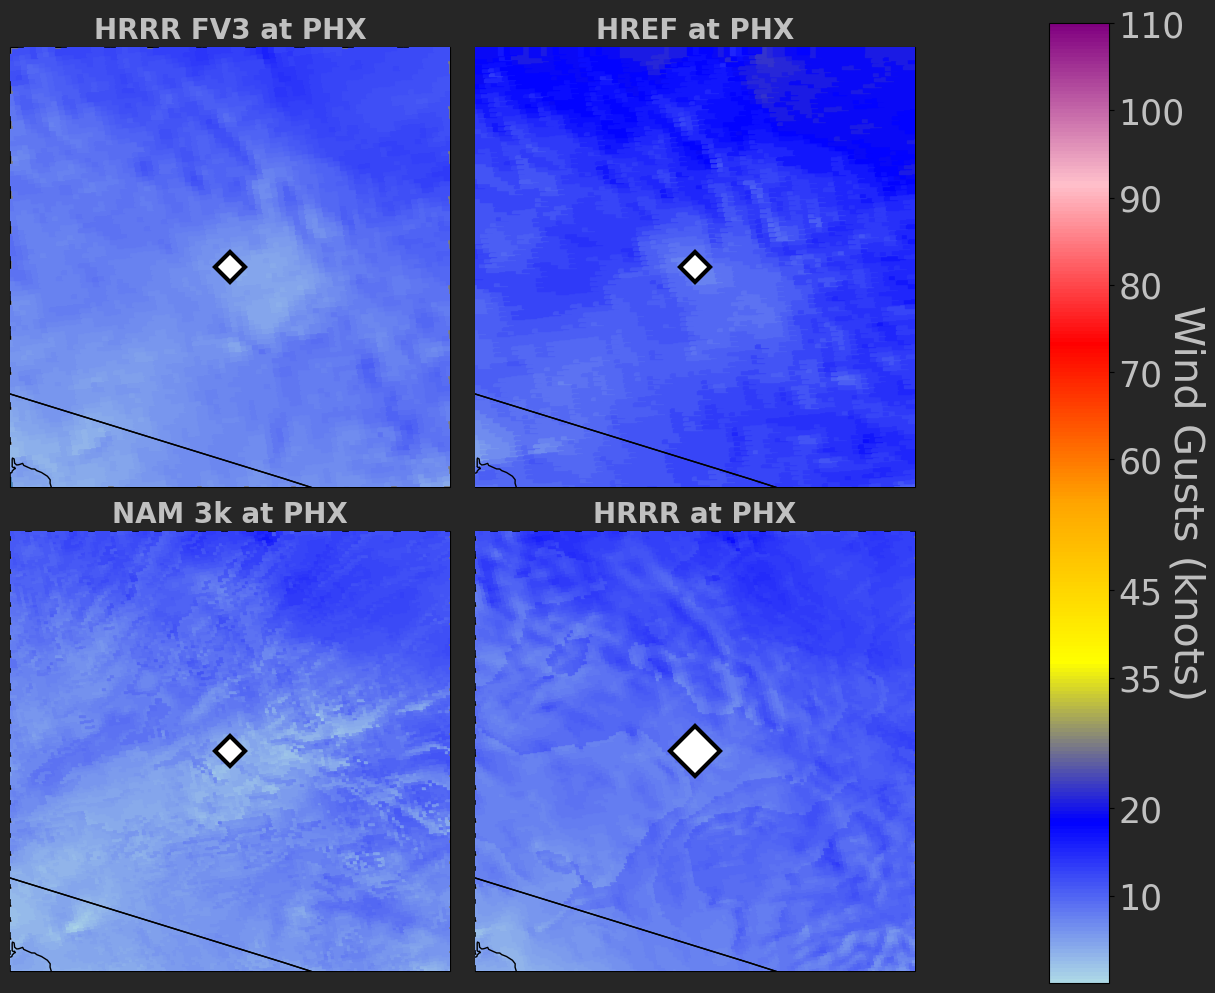 HRRR FV3 at PHX
HREF at PHX
NAM 3k at PHX
HRRR at PHX
110
100
90
80
70
60
45
35
20
10
Wind Gusts (knots)